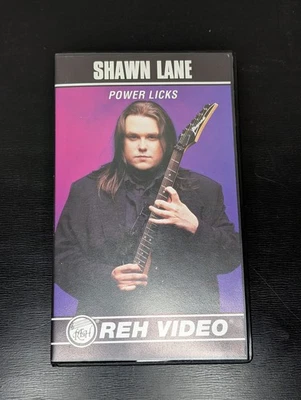 SHAWN LANE
POWER LICKS
REH REH VIDEO